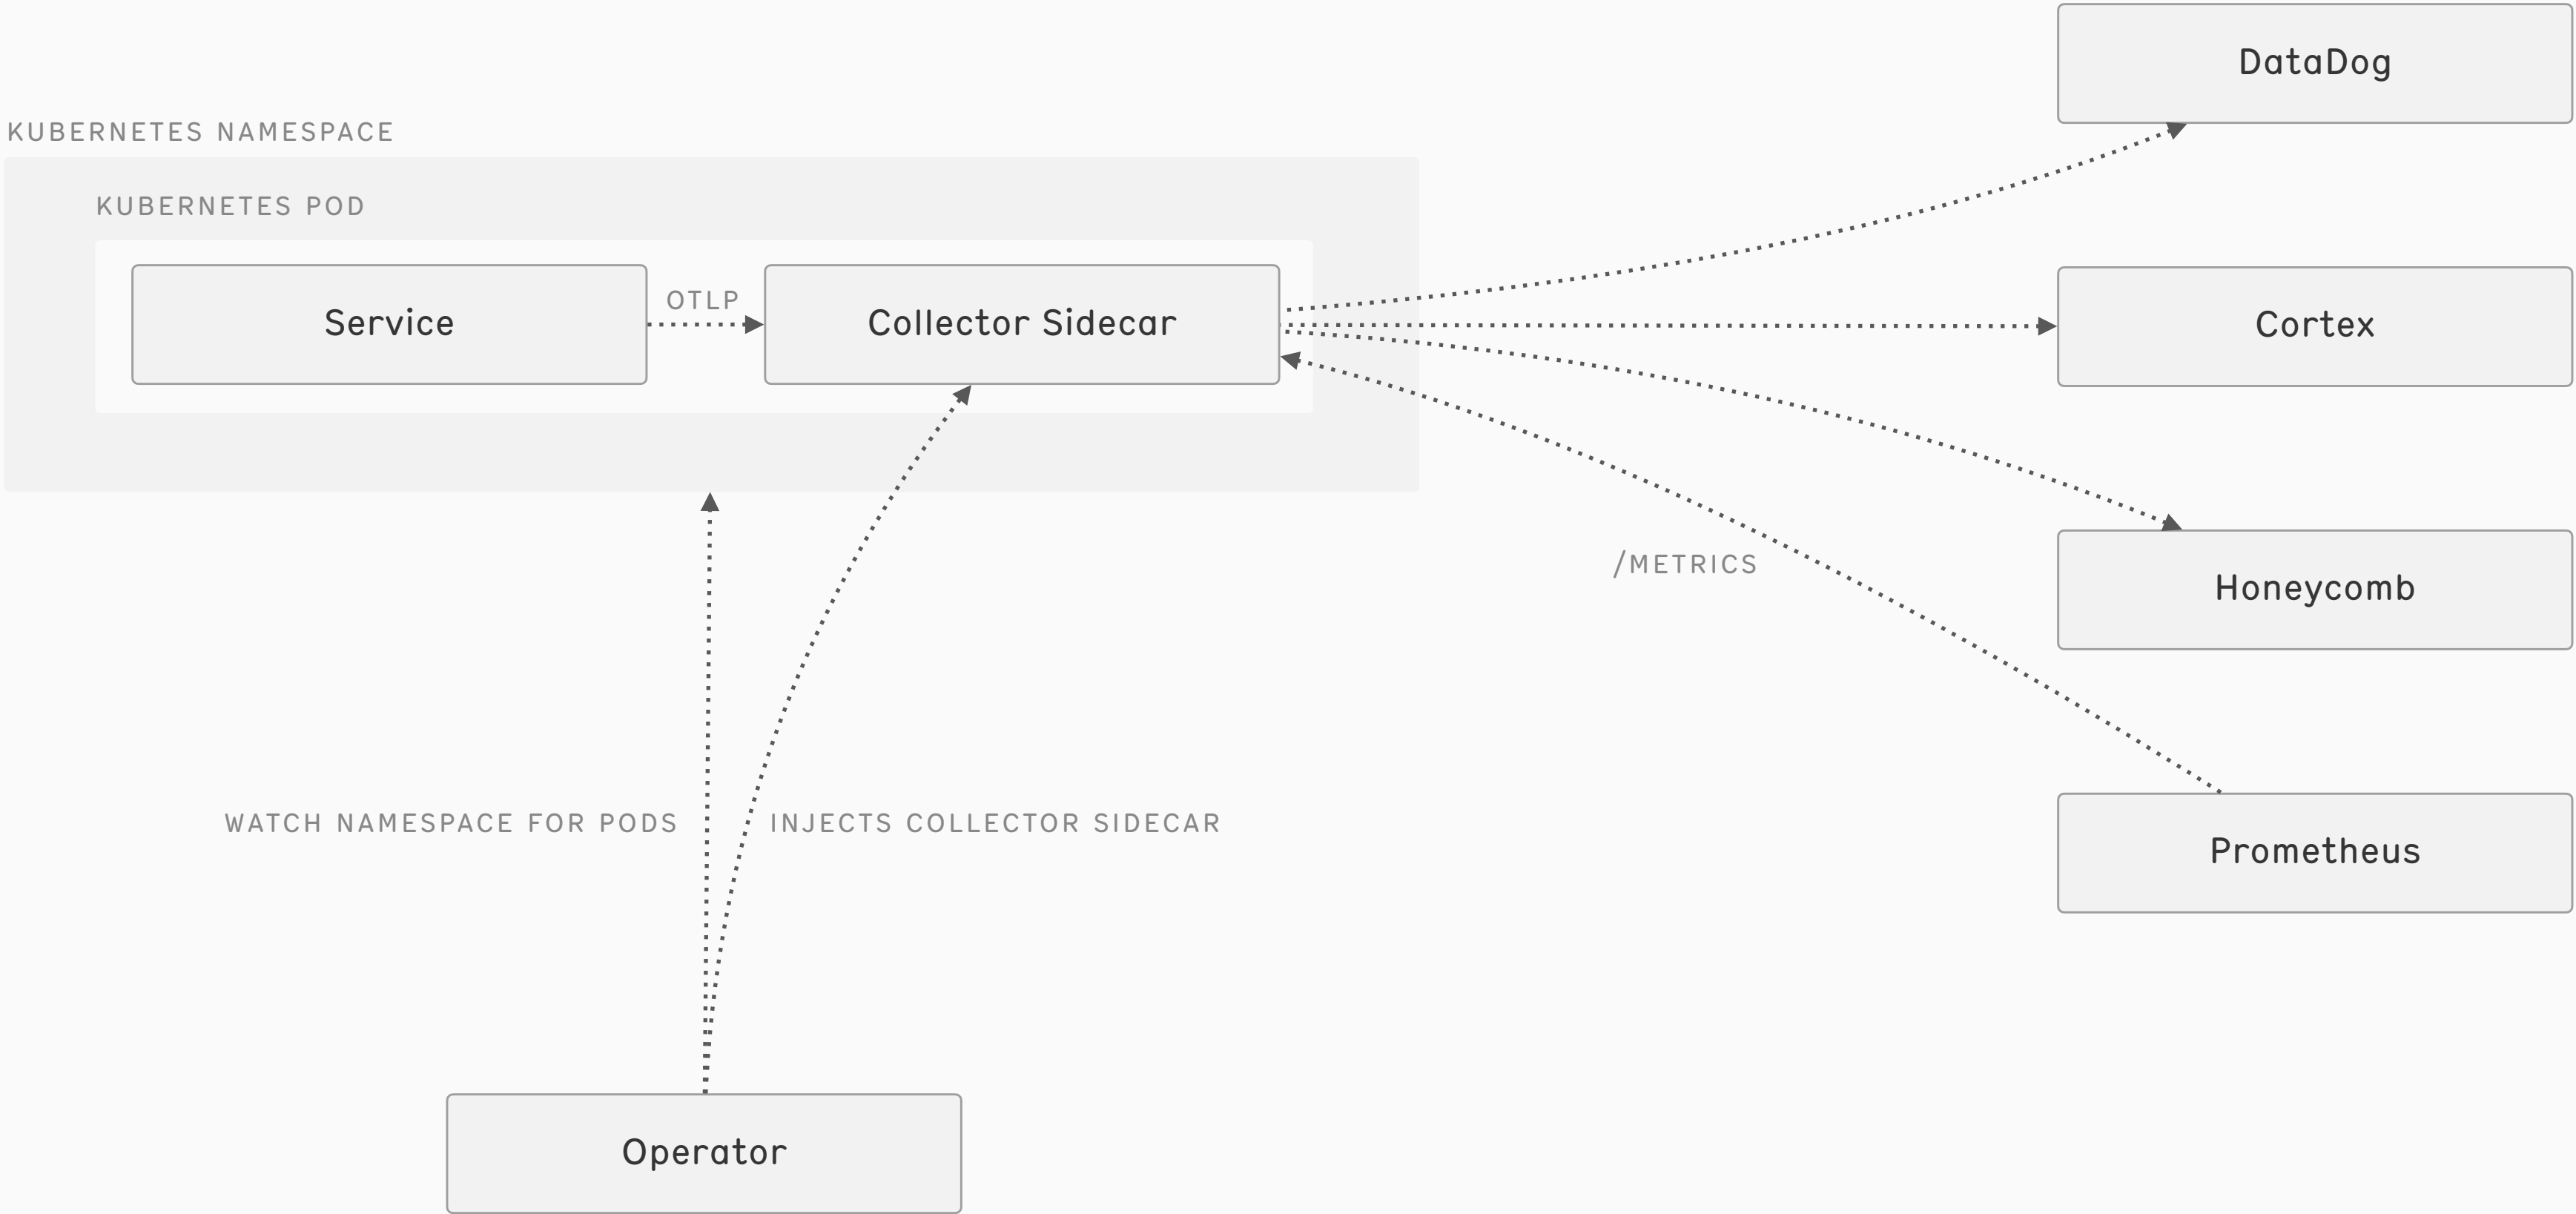 DataDog
KUBERNETES NAMESPACE
KUBERNETES POD
Service
OTLP
Collector Sidecar
Cortex
/METRICS
Honeycomb
WATCH NAMESPACE FOR PODS
INJECTS COLLECTOR SIDECAR
Prometheus
Operator